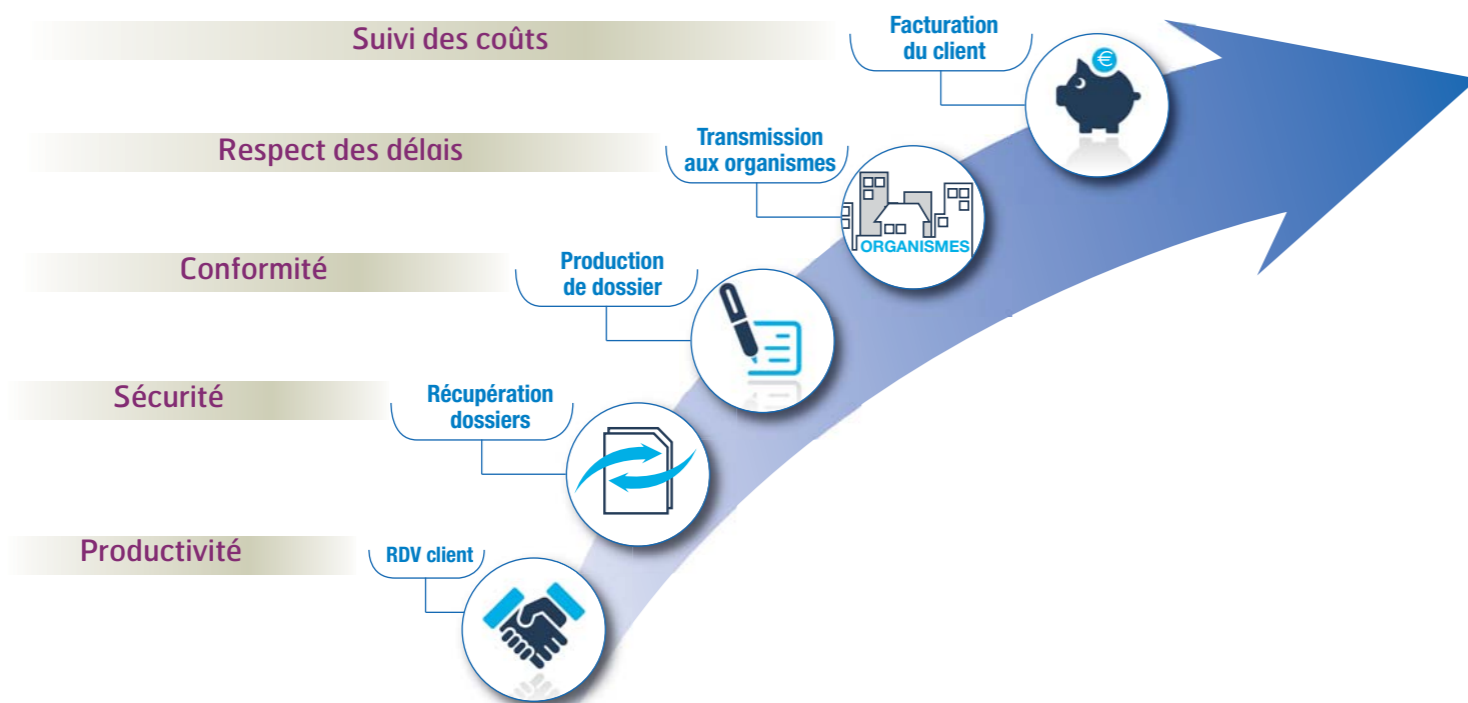 Suivi des coûts
Facturation
du client
€
Respect des délais
Transmission
aux organismes
ORGANISMES
Conformité
Production
de dossier
Sécurité
Récupération
dossiers
Productivité
RDV client